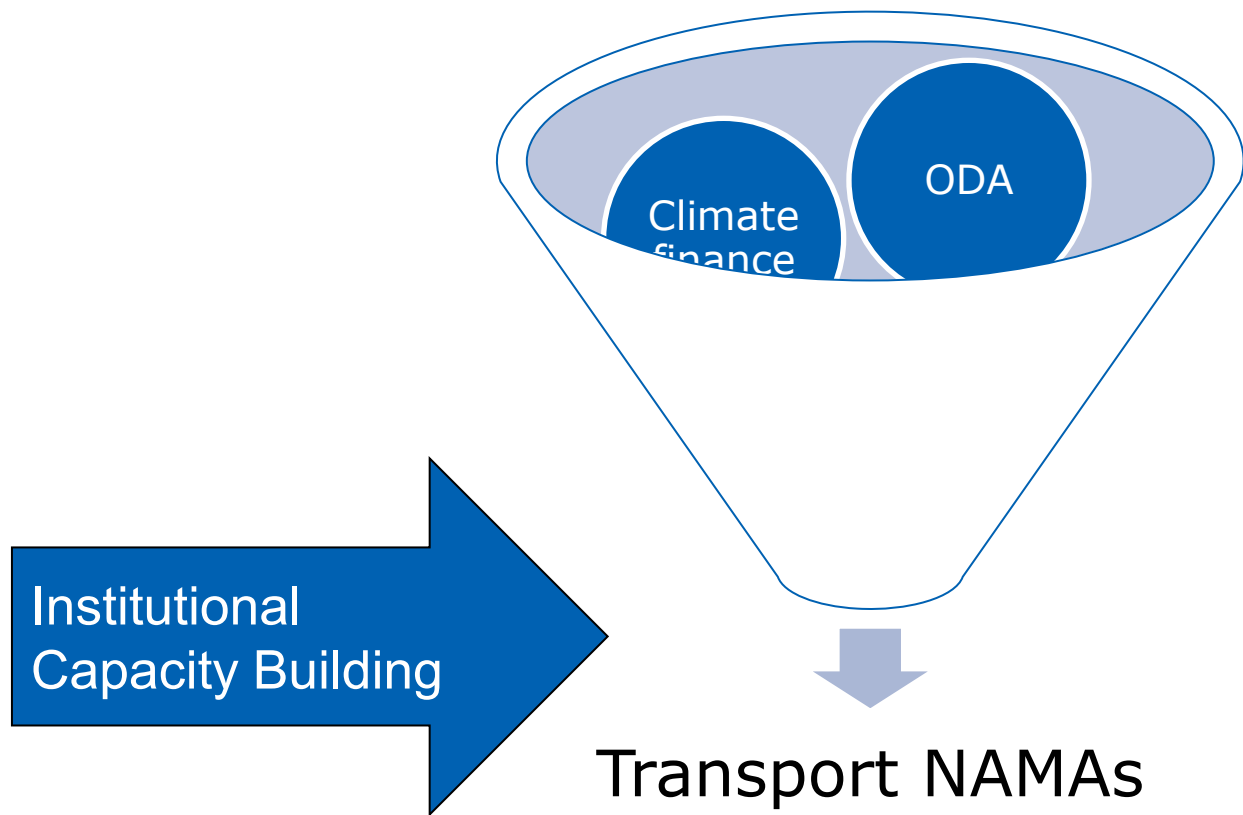 Climate
finance
ODA
Institutional
Capacity Building
Transport NAMAs